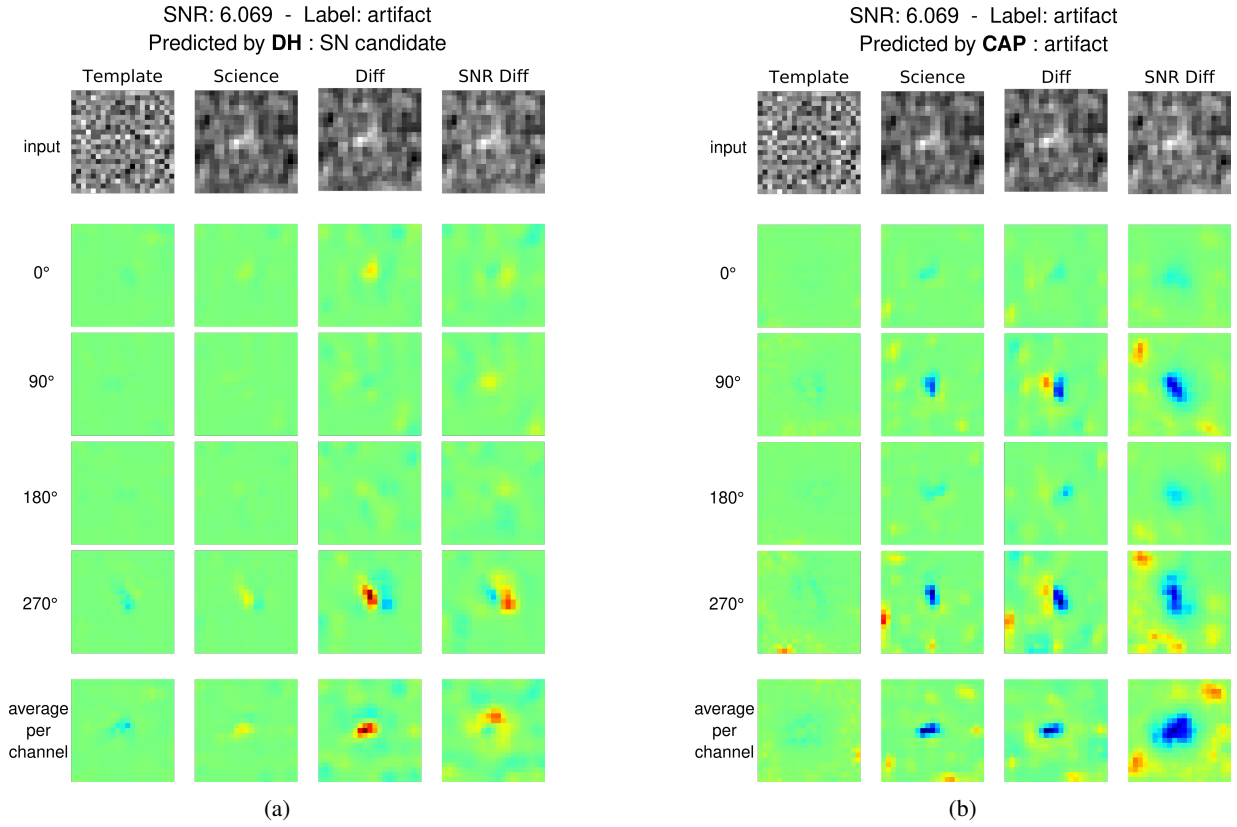 SNR: 6.069 - Label: artifact
Predicted by DH : SN candidate
Template Science Diff SNR Diff
input
0°
90°
180°
270°
average
per
channel
(a)
SNR: 6.069 - Label: artifact
Predicted by CAP : artifact
Template Science Diff SNR Diff
input
0°
90°
180°
270°
average
per
channel
(b)